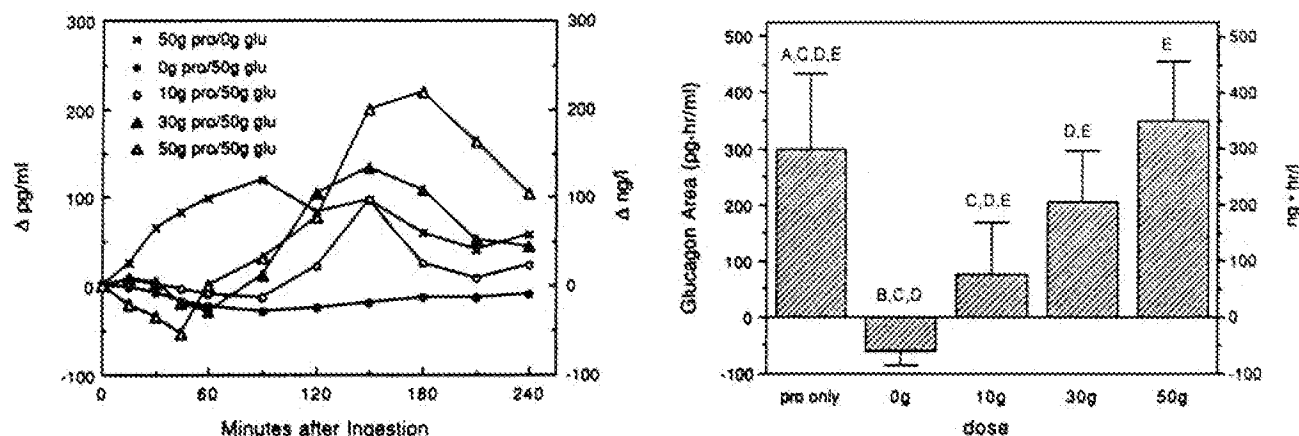 300
200
100
0
-100
Δ pg/ml
50g pro/0g glu
0g pro/50g glu
10g pro/50g glu
30g pro/50g glu
50g pro/50g glu
300
200
100
0
-100
Δ ng/l
0 60 120 180 240
Minutes after Ingestion
500
400
300
200
100
0
-100
Glucagon Area (pg·hr/ml)
A,C,D,E
B,C,D
C,D,E
D,E
E
500
400
300
200
100
0
-100
ng • hr/l
pro only 0g 10g 30g 50g
dose